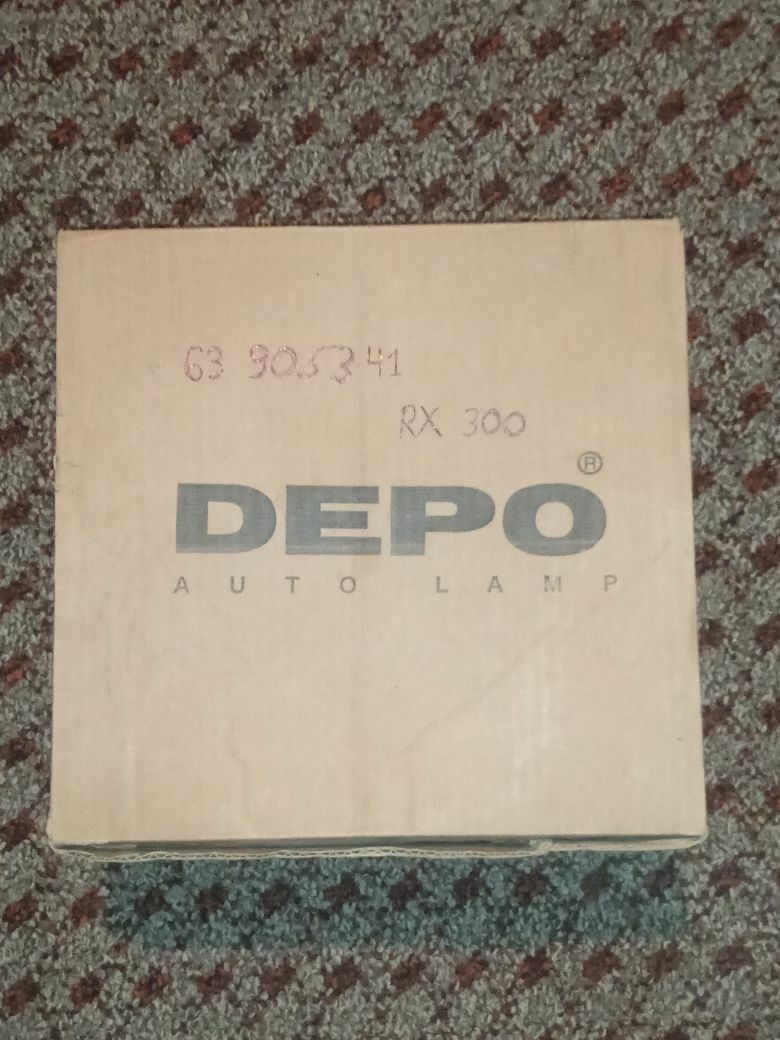 63 905341
RX 300
®
DEPO
AUTO LAMP